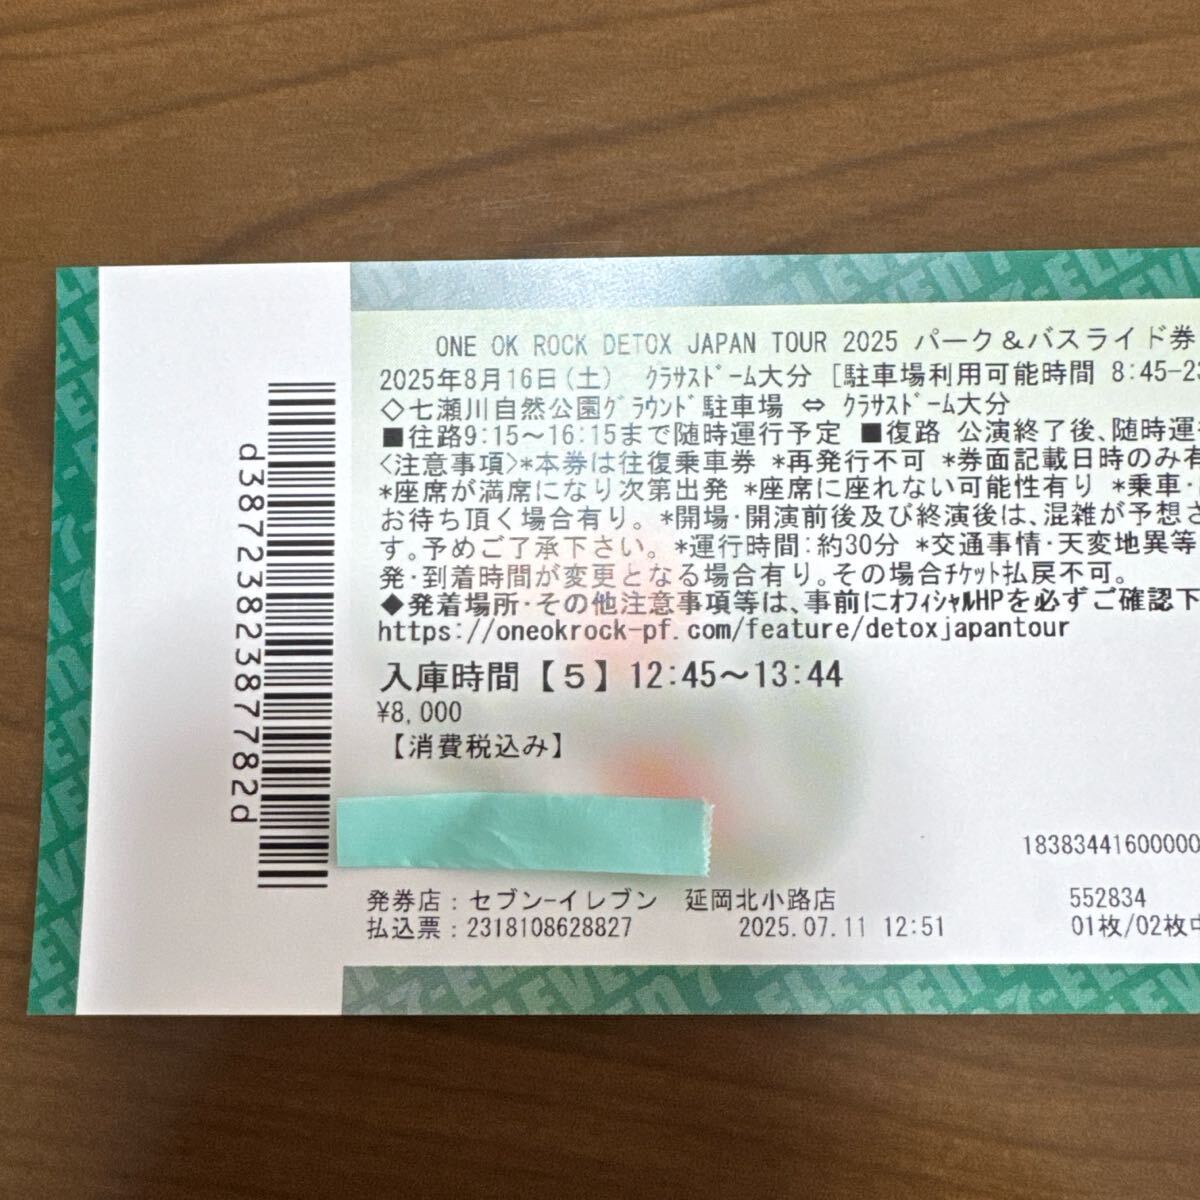 ONE OK ROCK DETOX JAPAN TOUR 2025 パーク&バスライド券
2025年8月16日(土) クラサスドーム大分 [駐車場利用可能時間 8:45-23
◇七瀬川自然公園グラウンド駐車場 ⇔ クラサスドーム大分
■往路9:15～16:15まで随時運行予定 ■復路 公演終了後、随時運
<注意事項>*本券は往復乗車券 *再発行不可 *券面記載日時のみ有
*座席が満席になり次第出発 *座席に座れない可能性有り *乗車・
お待ち頂く場合有り。*開場・開演前後及び終演後は、混雑が予想さ
す。予めご了承下さい。*運行時間:約30分 *交通事情・天変地異等
発・到着時間が変更となる場合有り。その場合チケット払戻不可。
◆発着場所・その他注意事項等は、事前にオフィシャルHPを必ずご確認下
https://oneokrock-pf.com/feature/detoxjapantour
入庫時間【5】12:45～13:44
¥8,000
【消費税込み】
d38723823877782d
18383441600000
発券店:セブン-イレブン 延岡北小路店 552834
払込票:2318108628827 2025.07.11 12:51 01枚/02枚中
7-ELEVEN